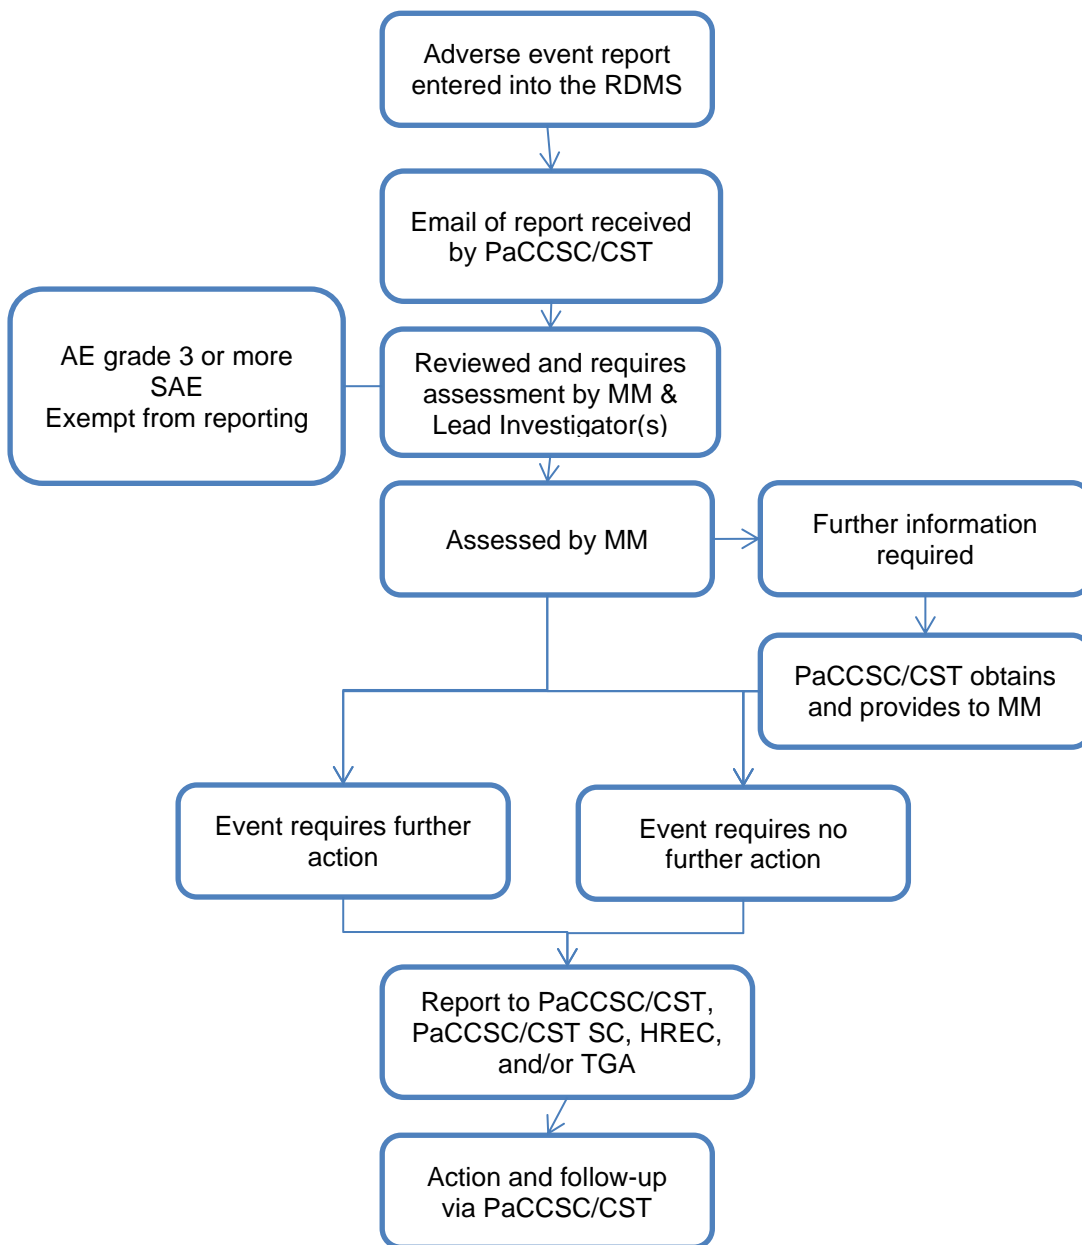 Adverse event report
entered into the RDMS
Email of report received
by PaCCSC/CST
AE grade 3 or more
SAE
Exempt from reporting
Reviewed and requires
assessment by MM &
Lead Investigator(s)
Assessed by MM
Further information
required
PaCCSC/CST obtains
and provides to MM
Event requires further
action
Event requires no
further action
Report to PaCCSC/CST,
PaCCSC/CST SC, HREC,
and/or TGA
Action and follow-up
via PaCCSC/CST